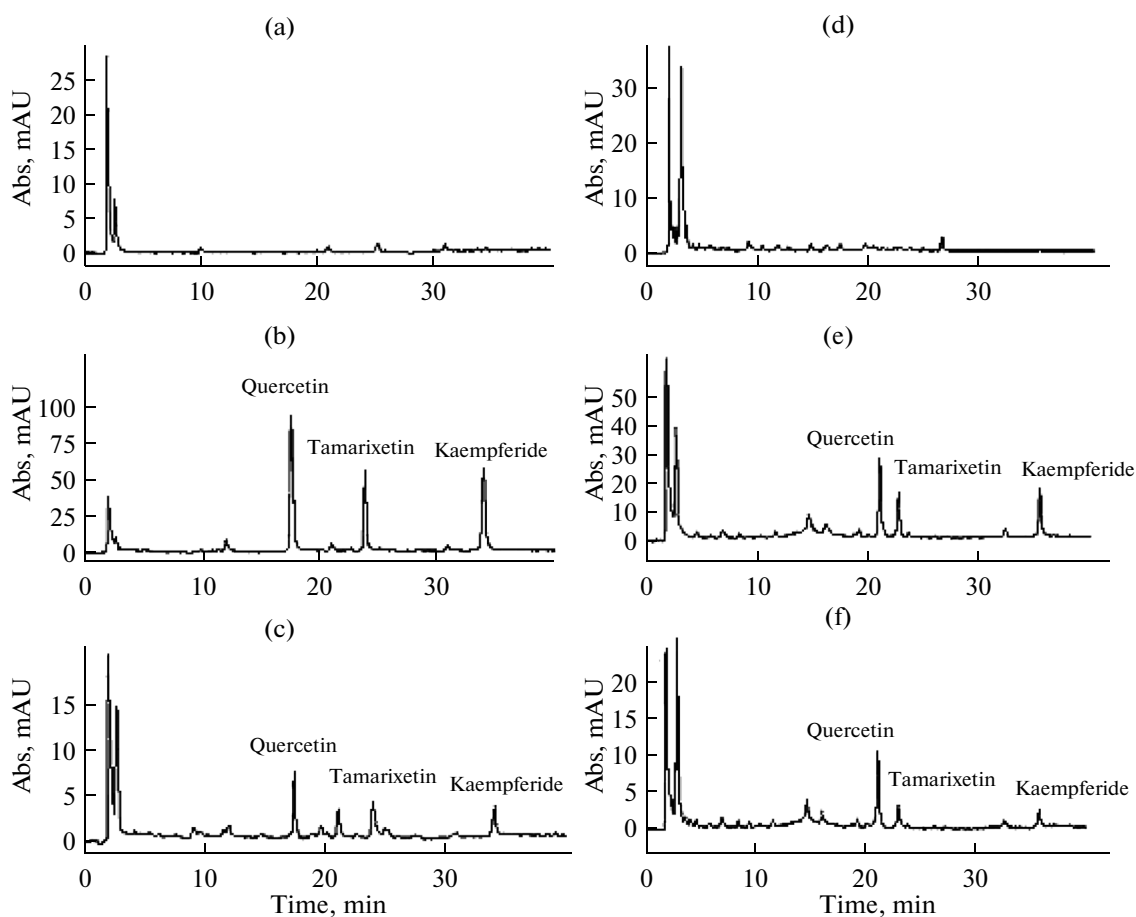 (a)
Abs, mAU
25
20
15
10
5
0
0 10 20 30
(d)
Abs, mAU
30
20
10
0
0 10 20 30
(b)
Abs, mAU
100
75
50
25
0
Quercetin
Tamarixetin
Kaempferide
0 10 20 30
(e)
Abs, mAU
50
40
30
20
10
0
Quercetin
Tamarixetin
Kaempferide
0 10 20 30
(c)
Abs, mAU
15
10
5
0
Quercetin
Tamarixetin
Kaempferide
0 10 20 30
Time, min
(f)
Abs, mAU
20
15
10
5
0
Quercetin
Tamarixetin
Kaempferide
0 10 20 30
Time, min